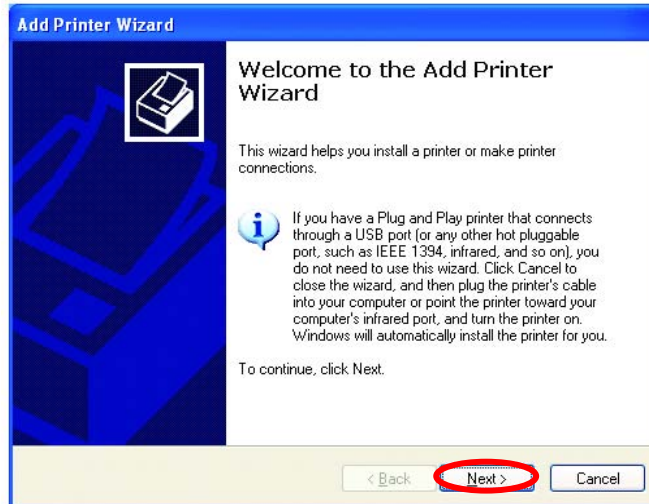 Add Printer Wizard
Welcome to the Add Printer
Wizard
This wizard helps you install a printer or make printer
connections.
If you have a Plug and Play printer that connects
through a USB port (or any other hot pluggable
port, such as IEEE 1394, infrared, and so on), you
do not need to use this wizard. Click Cancel to
close the wizard, and then plug the printer's cable
into your computer or point the printer toward your
computer's infrared port, and turn the printer on.
Windows will automatically install the printer for you.
To continue, click Next.
< Back Next > Cancel